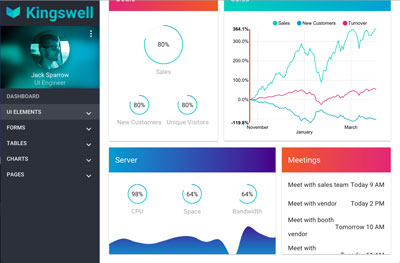 Kingswell
Jack Sparrow
UI Engineer
DASHBOARD
UI ELEMENTS
FORMS
TABLES
CHARTS
PAGES
80%
Sales
80%
80%
New Customers
Unique Visitors
Sales
New Customers
Turnover
364.1%
300.0%
200.0%
100.0%
0.0%
-119.8%
November
January
March
Server
98%
64%
64%
CPU
Space
Bandwidth
Meetings
Meet with sales team Today 9 AM
Meet with vendor Today 2 PM
Meet with booth
Tomorrow 10 AM
vendor
Meet with